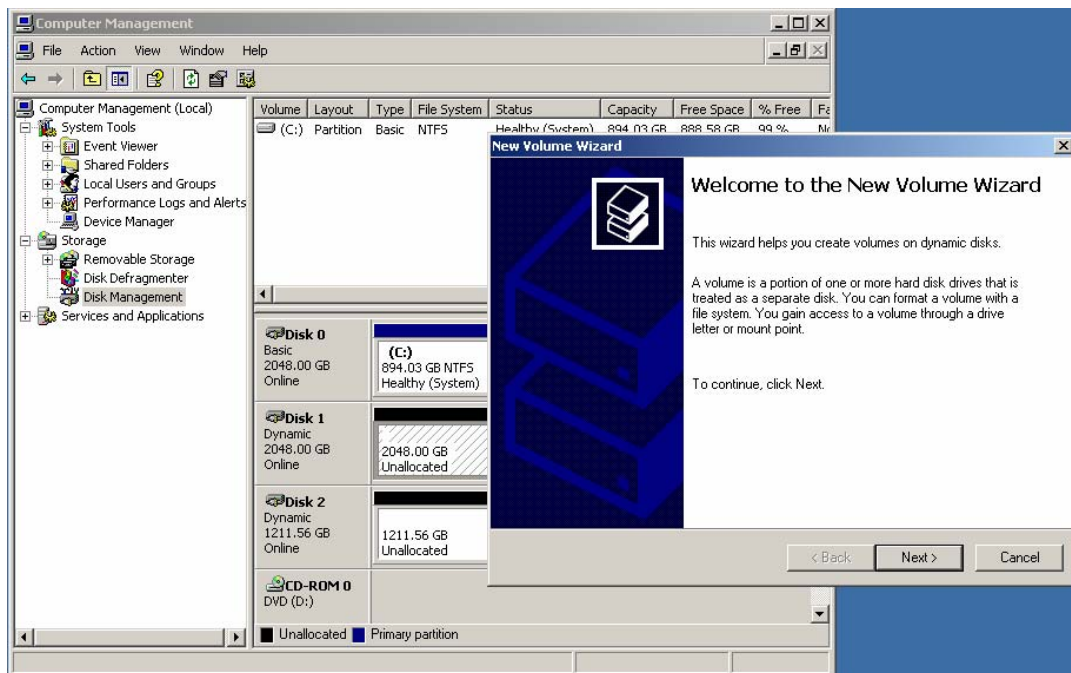 Computer Management
File Action View Window Help
Computer Management (Local)
System Tools
Event Viewer
Shared Folders
Local Users and Groups
Performance Logs and Alerts
Device Manager
Storage
Removable Storage
Disk Defragmenter
Disk Management
Services and Applications
Volume Layout Type File System Status Capacity Free Space % Free
(C:) Partition Basic NTFS Healthy (System) 894.03 GB 888.58 GB 99 %
Disk 0
Basic
2048.00 GB
Online
(C:)
894.03 GB NTFS
Healthy (System)
Disk 1
Dynamic
2048.00 GB
Online
2048.00 GB
Unallocated
Disk 2
Dynamic
1211.56 GB
Online
1211.56 GB
Unallocated
CD-ROM 0
DVD (D:)
Unallocated Primary partition
New Volume Wizard
Welcome to the New Volume Wizard
This wizard helps you create volumes on dynamic disks.
A volume is a portion of one or more hard disk drives that is
treated as a separate disk. You can format a volume with a
file system. You gain access to a volume through a drive
letter or mount point.
To continue, click Next.
< Back Next > Cancel